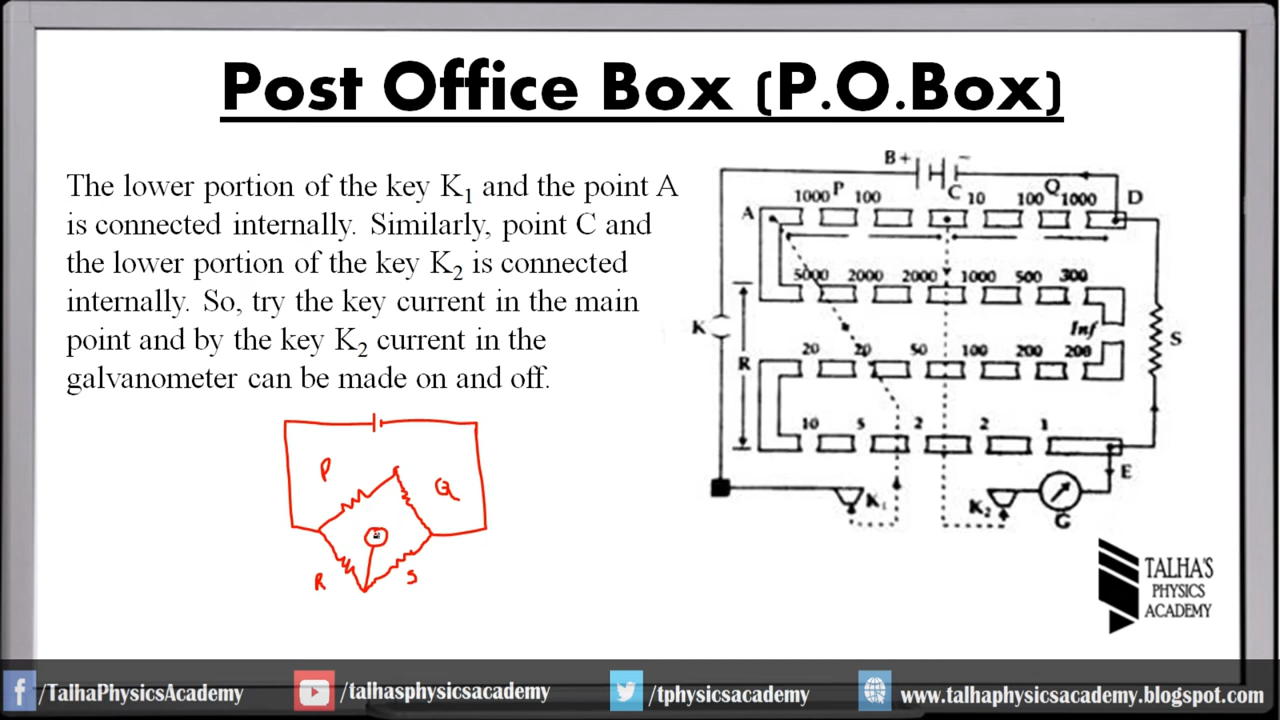 Post Office Box (P.O.Box)
The lower portion of the key K₁ and the point A
is connected internally. Similarly, point C and
the lower portion of the key K₂ is connected
internally. So, try the key current in the main
point and by the key K₂ current in the
galvanometer can be made on and off.
P
Q
R
S
B + −
1000 P 100 C 10 100 Q 1000 D
A
5000 2000 2000 1000 500 300
K
Inf
S
R
20 20 50 100 200 200
10 5 2 2 1
E
K₁ K₂ G
TALHA'S
PHYSICS
ACADEMY
f /TalhaPhysicsAcademy /talhasphysicsacademy /tphysicsacademy www.talhaphysicsacademy.blogspot.com